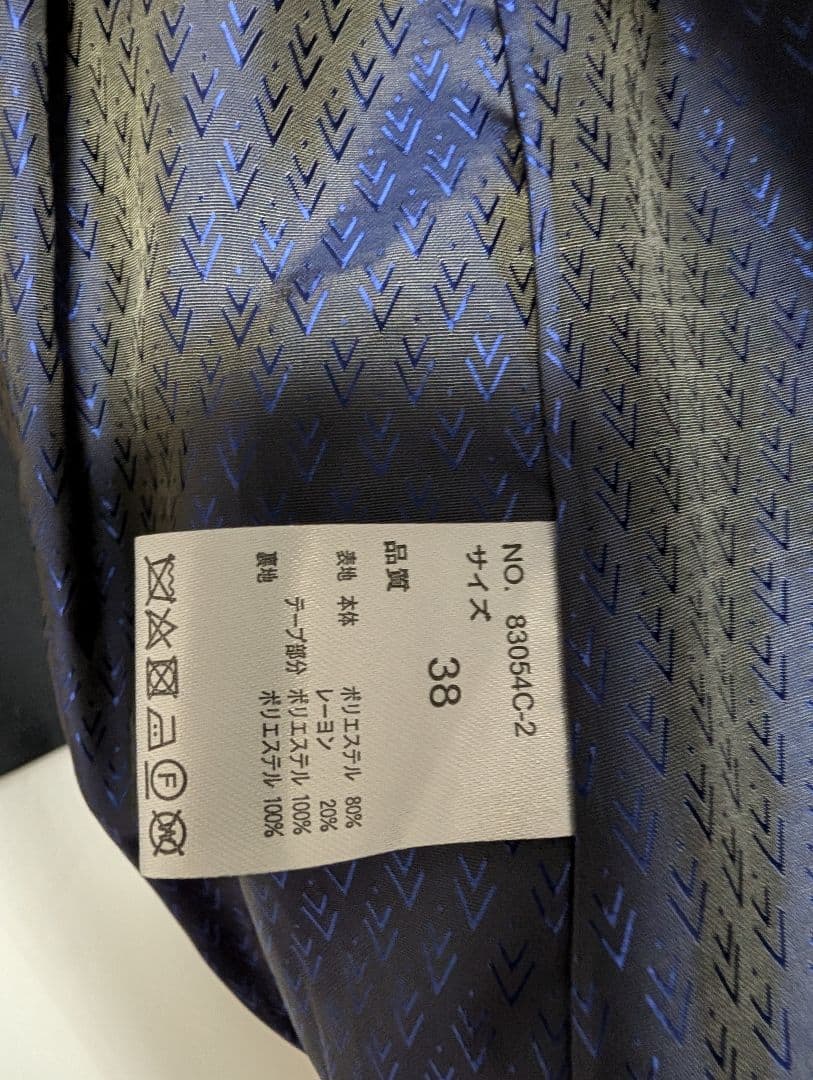 NO. 83054C-2
サイズ
38
品質
表地 本体 ポリエステル 80%
レーヨン 20%
テープ部分 ポリエステル 100%
裏地 ポリエステル 100%
F
W